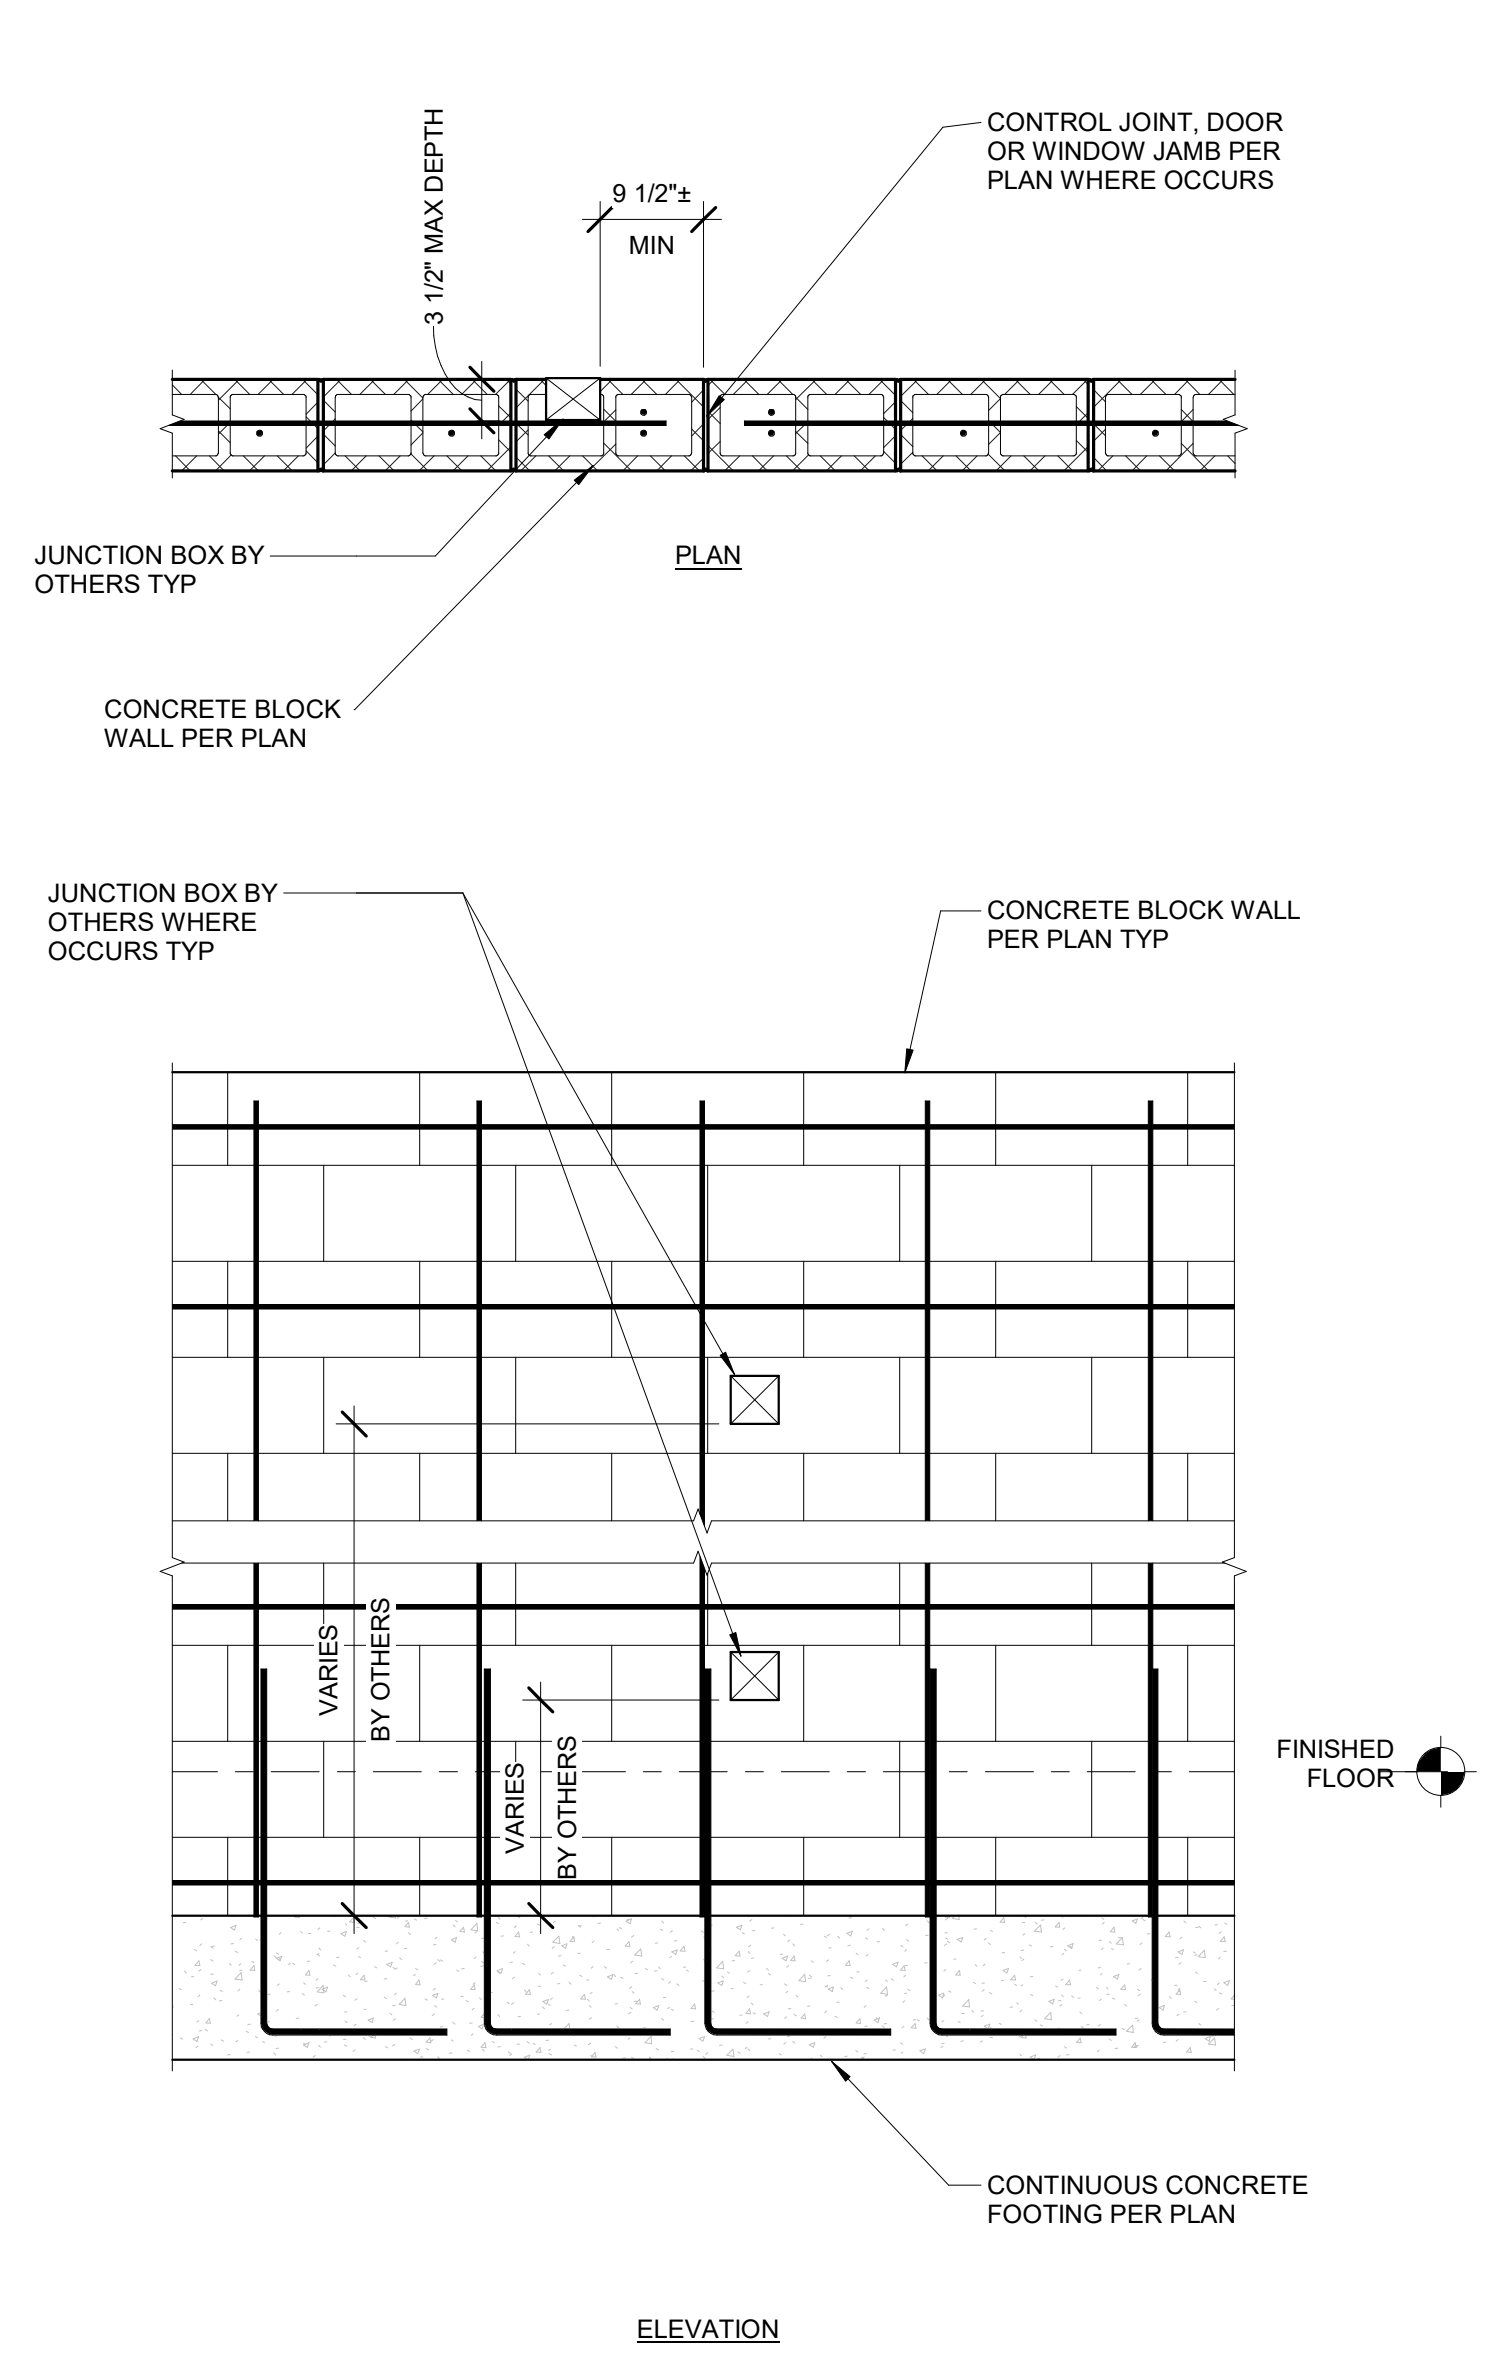 3 1/2" MAX DEPTH
9 1/2"±
MIN
CONTROL JOINT, DOOR
OR WINDOW JAMB PER
PLAN WHERE OCCURS
JUNCTION BOX BY
OTHERS TYP
PLAN
CONCRETE BLOCK
WALL PER PLAN
JUNCTION BOX BY
OTHERS WHERE
OCCURS TYP
CONCRETE BLOCK WALL
PER PLAN TYP
VARIES
BY OTHERS
VARIES
BY OTHERS
FINISHED
FLOOR
CONTINUOUS CONCRETE
FOOTING PER PLAN
ELEVATION